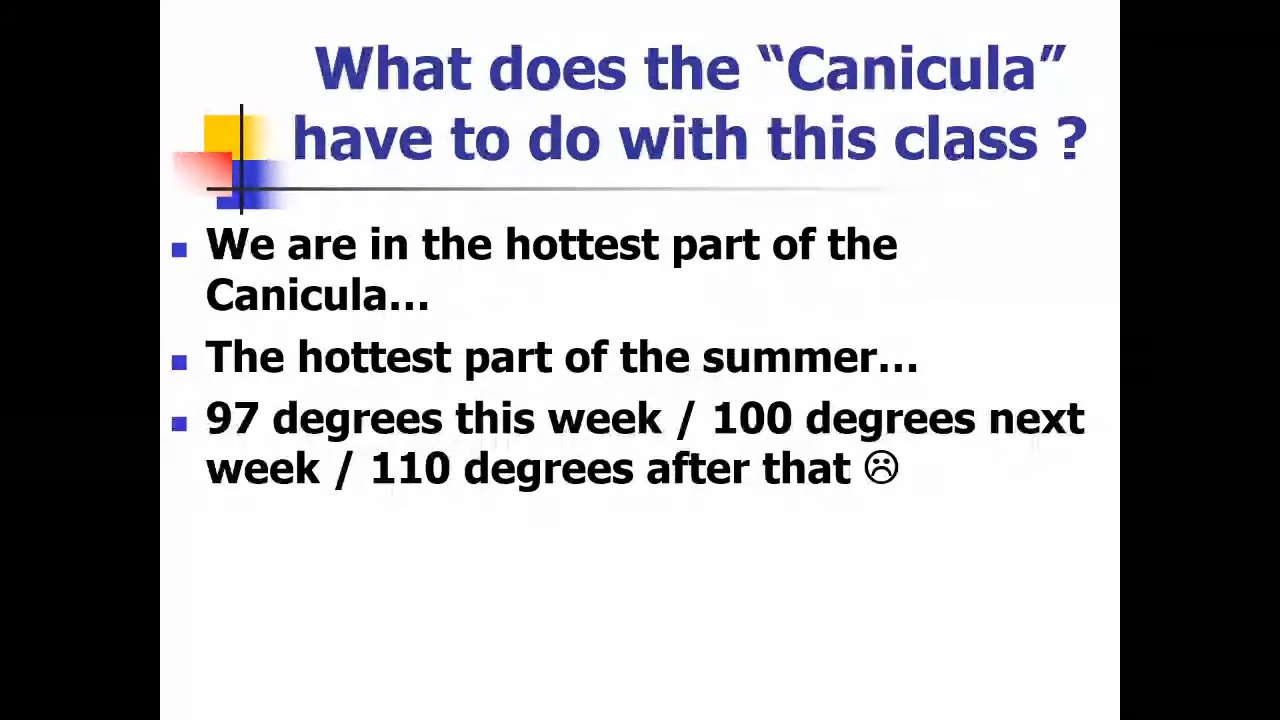 What does the “Canicula”
have to do with this class ?
We are in the hottest part of the
Canicula…
The hottest part of the summer…
97 degrees this week / 100 degrees next
week / 110 degrees after that ☹